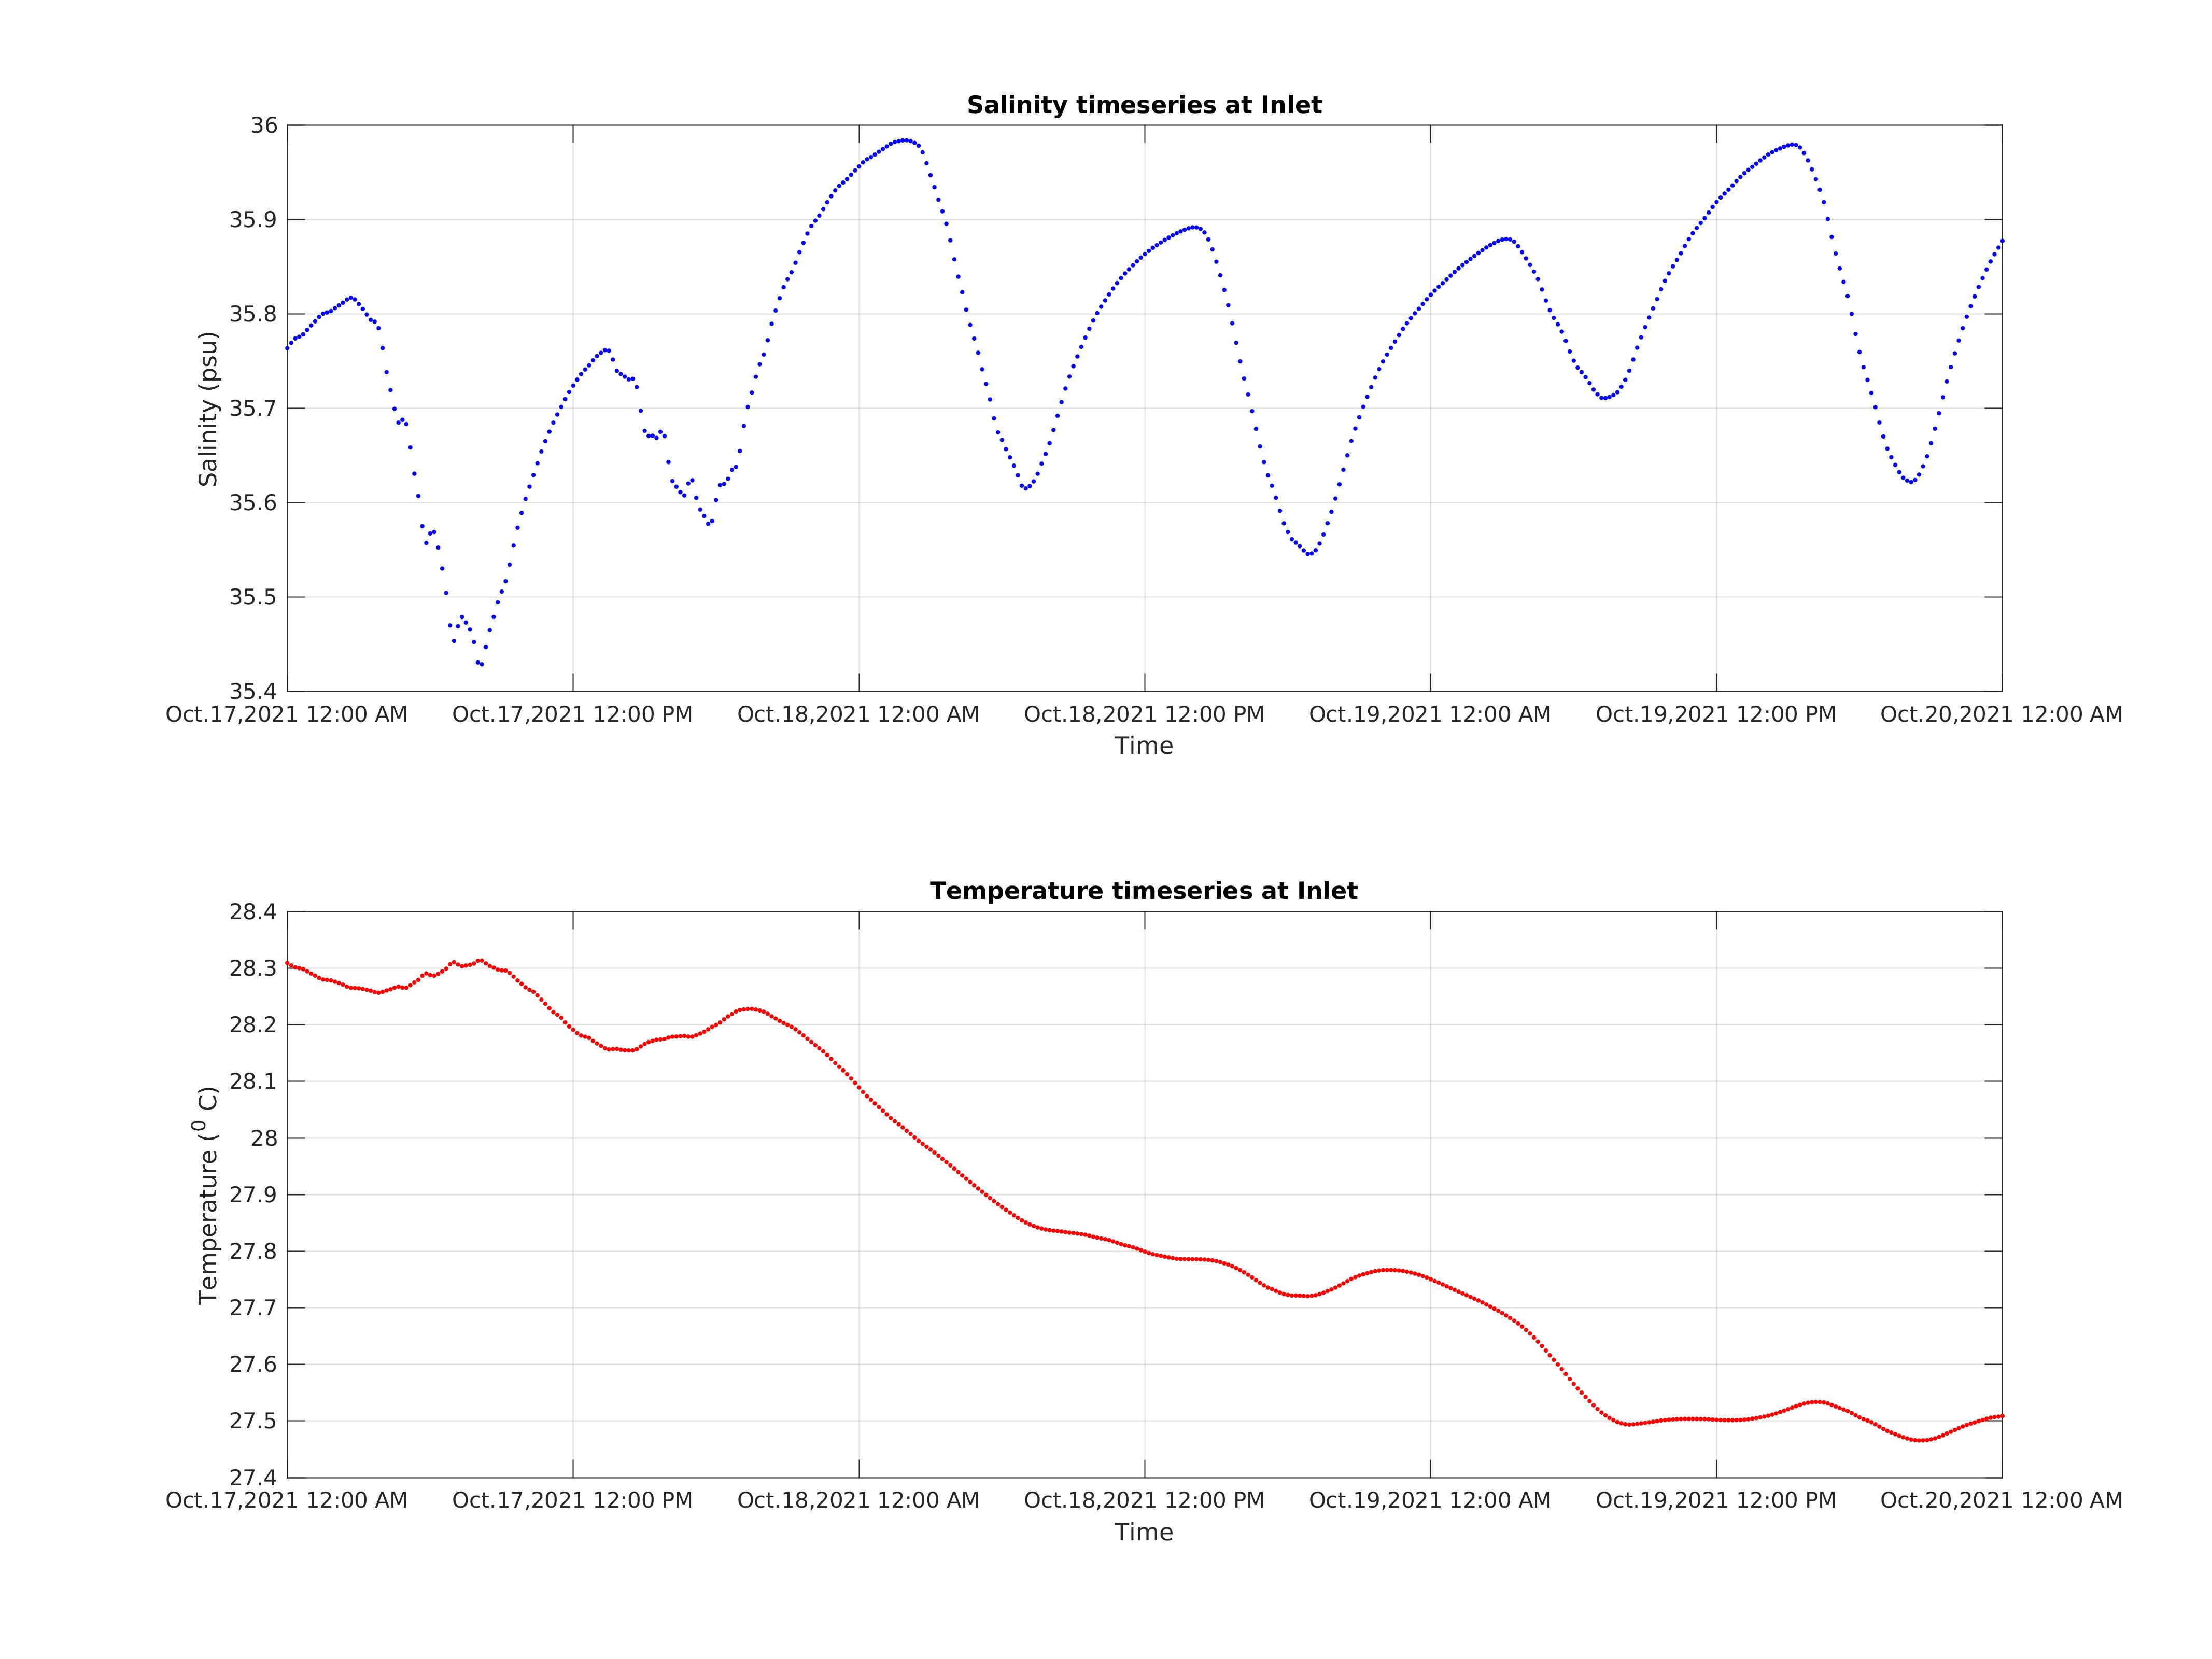 Salinity timeseries at Inlet
36
35.9
35.8
35.7
35.6
35.5
35.4
Salinity (psu)
Oct.17,2021 12:00 AM Oct.17,2021 12:00 PM Oct.18,2021 12:00 AM Oct.18,2021 12:00 PM Oct.19,2021 12:00 AM Oct.19,2021 12:00 PM Oct.20,2021 12:00 AM
Time
Temperature timeseries at Inlet
28.4
28.3
28.2
28.1
28
27.9
27.8
27.7
27.6
27.5
27.4
Temperature (⁰ C)
Oct.17,2021 12:00 AM Oct.17,2021 12:00 PM Oct.18,2021 12:00 AM Oct.18,2021 12:00 PM Oct.19,2021 12:00 AM Oct.19,2021 12:00 PM Oct.20,2021 12:00 AM
Time